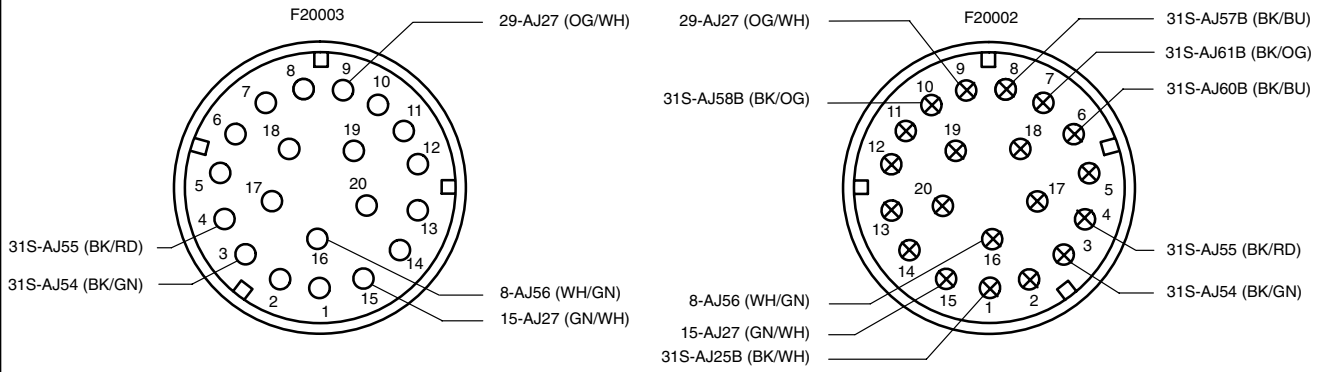 F20003
29-AJ27 (OG/WH)
8
9
7
10
6
11
18
19
12
5
17
20
4
13
31S-AJ55 (BK/RD)
3
16
14
31S-AJ54 (BK/GN)
2
1
15
8-AJ56 (WH/GN)
15-AJ27 (GN/WH)
29-AJ27 (OG/WH)
F20002
31S-AJ57B (BK/BU)
31S-AJ61B (BK/OG)
31S-AJ60B (BK/BU)
31S-AJ58B (BK/OG)
9
8
10
7
11
6
19
18
12
5
20
17
13
4
16
3
14
15
1
2
31S-AJ55 (BK/RD)
31S-AJ54 (BK/GN)
8-AJ56 (WH/GN)
15-AJ27 (GN/WH)
31S-AJ25B (BK/WH)